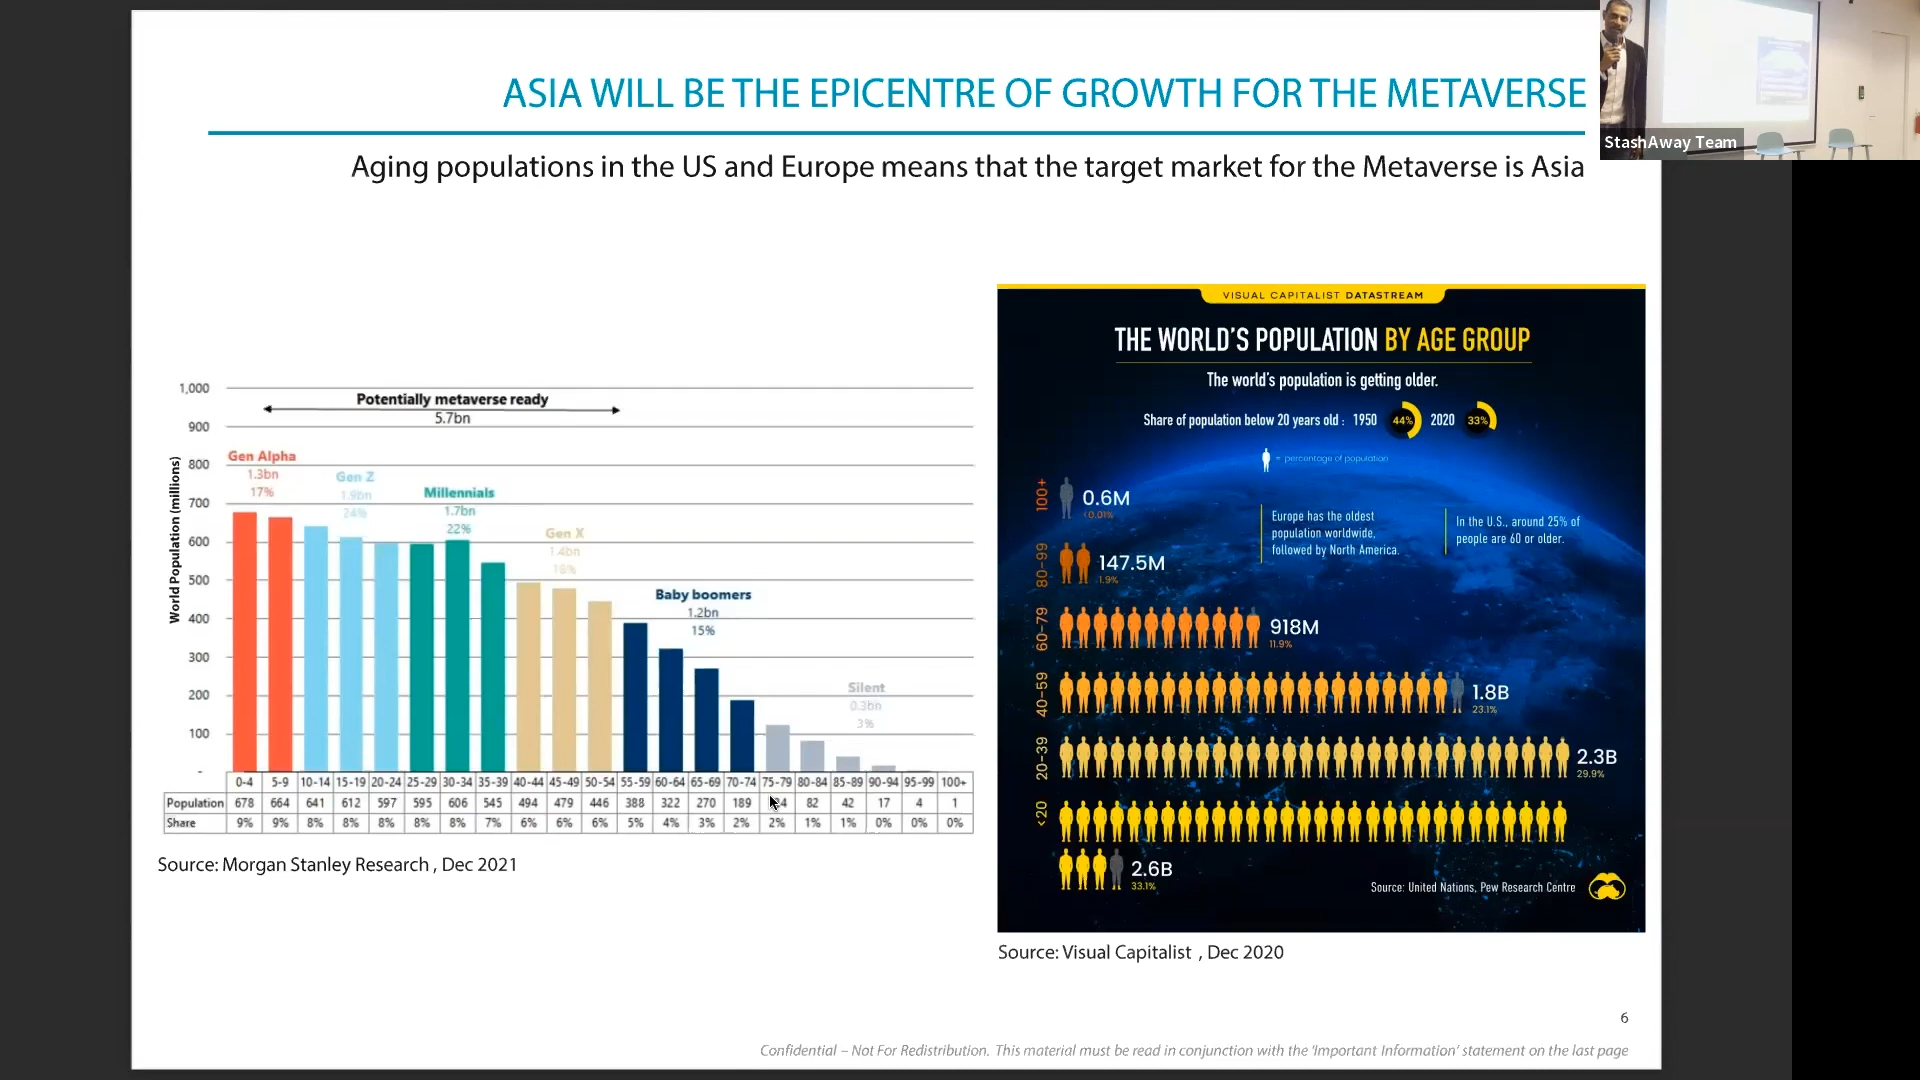 ASIA WILL BE THE EPICENTRE OF GROWTH FOR THE METAVERSE
StashAway Team
Aging populations in the US and Europe means that the target market for the Metaverse is Asia
1,000
900
800
700
600
500
400
300
200
100
-
World Population (millions)
Potentially metaverse ready
5.7bn
Gen Alpha
1.3bn
17%
Gen Z
1.9bn
24%
Millennials
1.7bn
22%
Gen X
1.4bn
18%
Baby boomers
1.2bn
15%
Silent
0.3bn
3%
0-4 5-9 10-14 15-19 20-24 25-29 30-34 35-39 40-44 45-49 50-54 55-59 60-64 65-69 70-74 75-79 80-84 85-89 90-94 95-99 100+
Population 678 664 641 612 597 595 606 545 494 479 446 388 322 270 189 82 42 17 4 1
Share 9% 9% 8% 8% 8% 8% 8% 7% 6% 6% 6% 5% 4% 3% 2% 2% 1% 1% 0% 0% 0%
Source: Morgan Stanley Research , Dec 2021
VISUAL CAPITALIST DATASTREAM
THE WORLD'S POPULATION BY AGE GROUP
The world's population is getting older.
Share of population below 20 years old : 1950 44% 2020 33%
= percentage of population
100+ 0.6M
<0.01%
Europe has the oldest
population worldwide,
followed by North America.
In the U.S., around 25% of
people are 60 or older.
80-99 147.5M
1.9%
60-79 918M
11.9%
40-59 1.8B
23.1%
20-39 2.3B
29.9%
<20
2.6B
33.1%
Source: United Nations, Pew Research Centre
Source: Visual Capitalist , Dec 2020
6
Confidential – Not For Redistribution. This material must be read in conjunction with the 'Important Information' statement on the last page